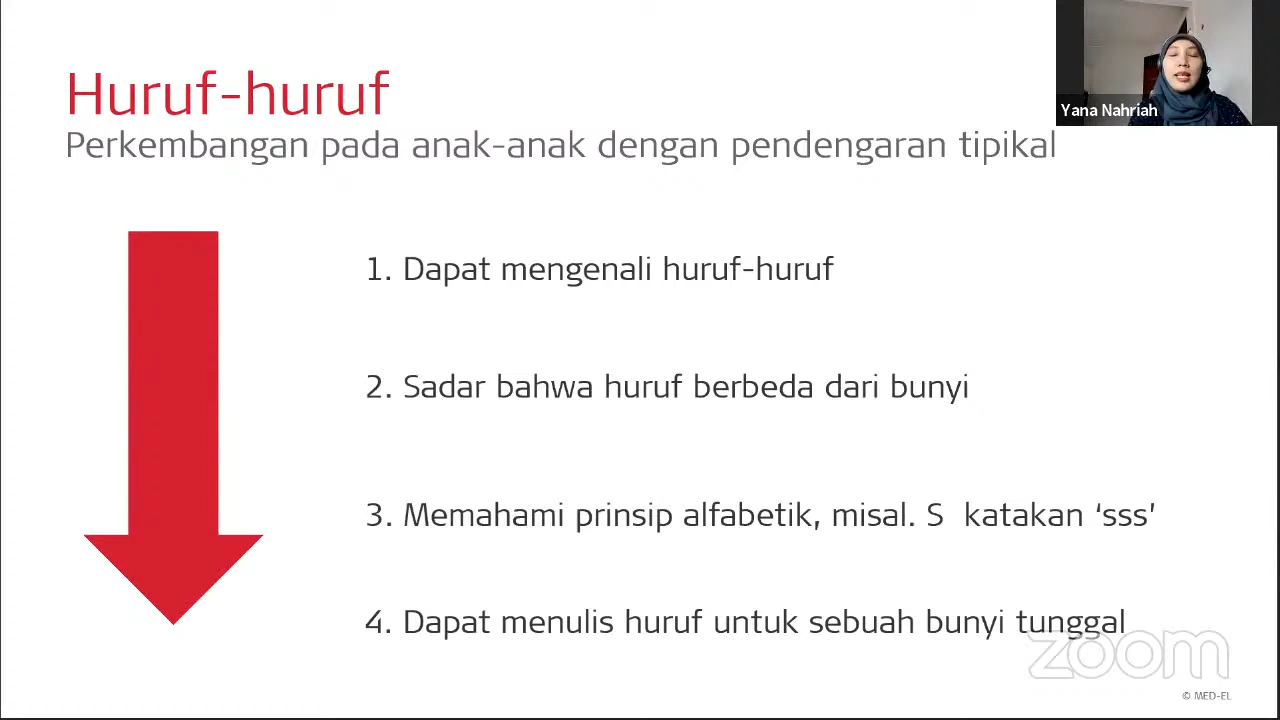 Huruf-huruf
Perkembangan pada anak-anak dengan pendengaran tipikal
Yana Nahriah
1. Dapat mengenali huruf-huruf
2. Sadar bahwa huruf berbeda dari bunyi
3. Memahami prinsip alfabetik, misal. S katakan ‘sss’
4. Dapat menulis huruf untuk sebuah bunyi tunggal
zoom
© MED-EL